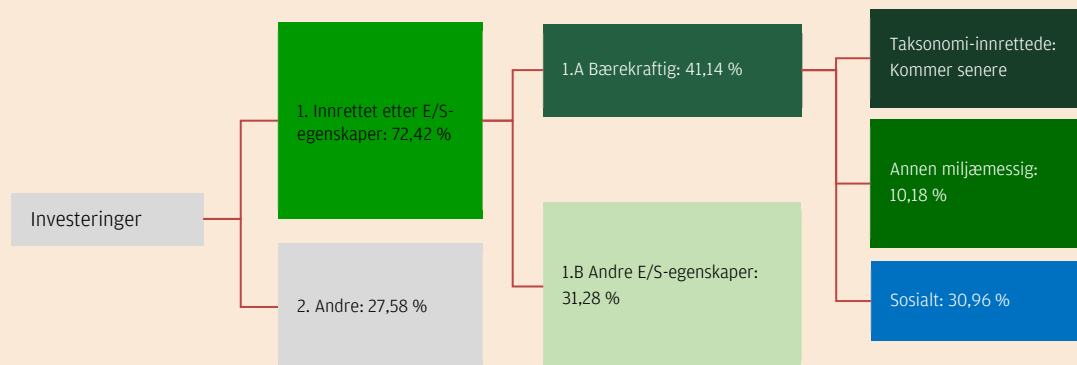 Investeringer
1. Innrettet etter E/S-
egenskaper: 72,42 %
2. Andre: 27,58 %
1.A Bærekraftig: 41,14 %
1.B Andre E/S-egenskaper:
31,28 %
Taksonomi-innrettede:
Kommer senere
Annen miljæmessig:
10,18 %
Sosialt: 30,96 %